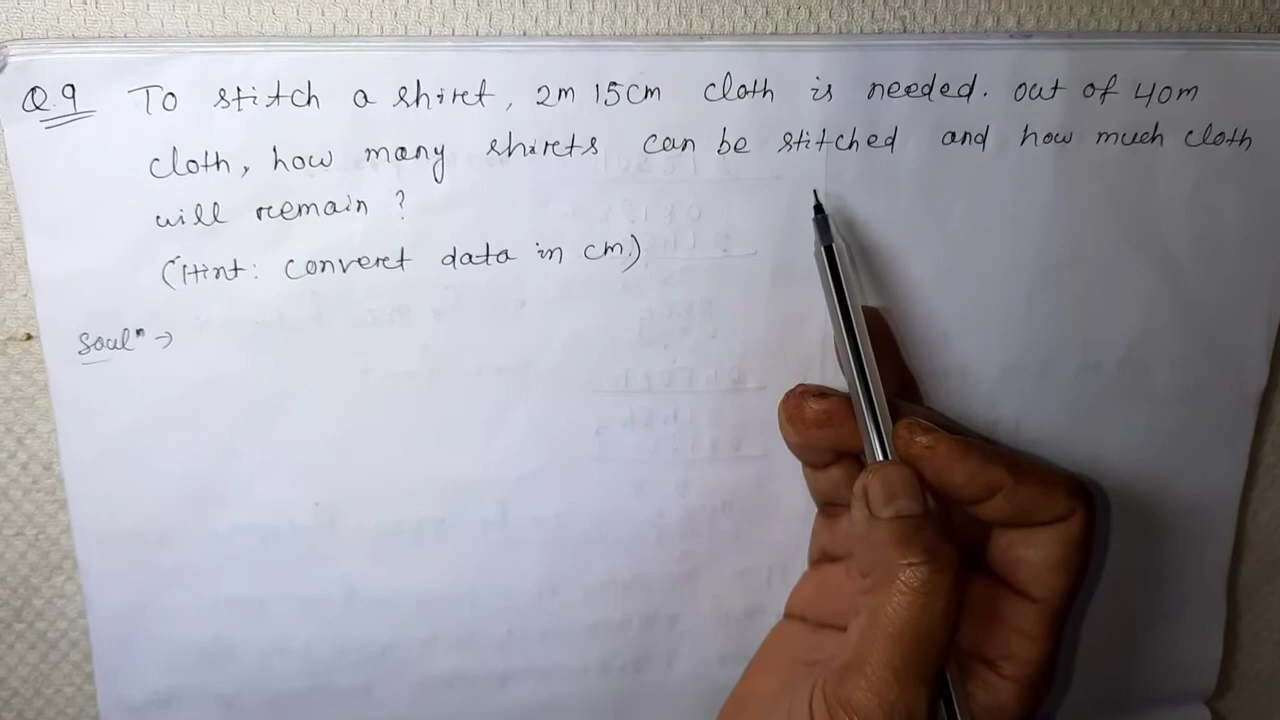 Q.9 To stitch a shirt, 2m 15cm cloth is needed. out of 40m
cloth, how many shirts can be stitched and how much cloth
will remain ?
(Hint: convert data in cm.)
Soulⁿ →